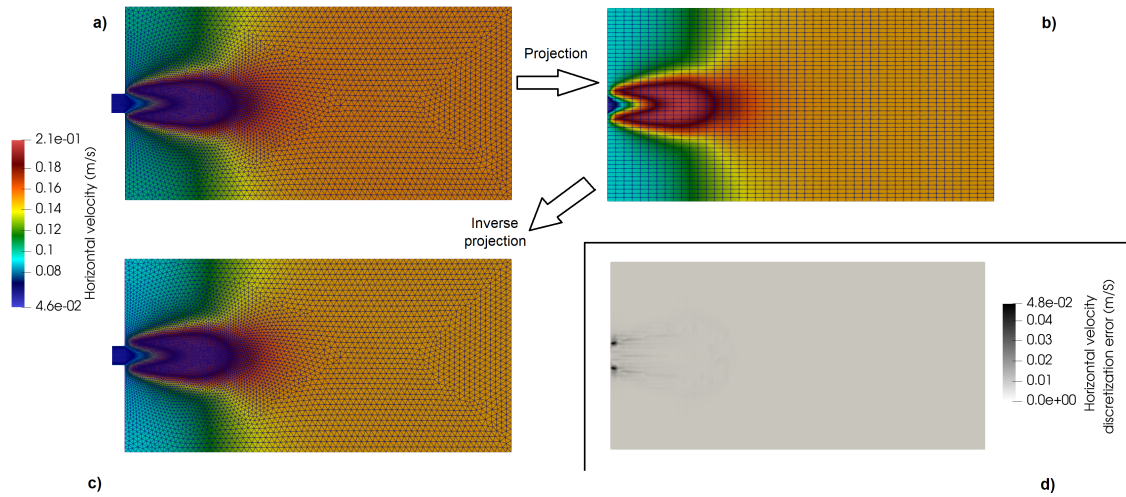 a)
Projection
b)
2.1e-01
0.18
0.16
0.14
0.12
0.1
0.08
4.6e-02
Horizontal velocity (m/s)
Inverse
projection
c)
4.8e-02
0.04
0.03
0.02
0.01
0.0e+00
Horizontal velocity
discretization error (m/S)
d)